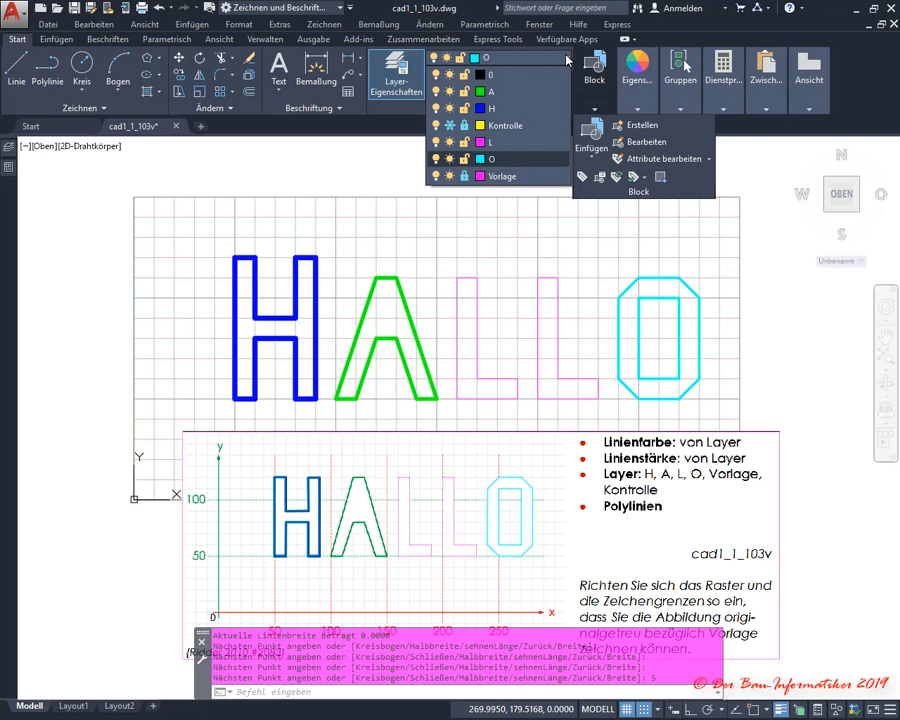 Zeichnen und Beschrift...
cad1_1_103v.dwg
Stichwort oder Frage eingeben
Anmelden
Datei Bearbeiten Ansicht Einfügen Format Extras Zeichnen Bemaßung Ändern Parametrisch Fenster Hilfe Express
Start Einfügen Beschriften Parametrisch Ansicht Verwalten Ausgabe Add-ins Zusammenarbeiten Express Tools Verfügbare Apps
Linie Polylinie Kreis Bogen
Text Bemaßung
Layer-
Eigenschaften
O
Block Eigens... Gruppen Dienstpr... Zwisch... Ansicht
Zeichnen
Ändern
Beschriftung
0
A
H
Kontrolle
L
O
Vorlage
Einfügen
Erstellen
Bearbeiten
Attribute bearbeiten
Block
Start
cad1_1_103v*
[−][Oben][2D-Drahtkörper]
N
W
OBEN
O
S
Unbenannt
HALLO
Y
X
y
100
50
0
50 100 150 200 250
x
HALLO
Linienfarbe: von Layer
Linienstärke: von Layer
Layer: H, A, L, O, Vorlage,
Kontrolle
Polylinien
cad1_1_103v
Richten Sie sich das Raster und
die Zeichengrenzen so ein,
dass Sie die Abbildung origi-
nalgetreu bezüglich Vorlage
zeichnen können.
Aktuelle Linienbreite beträgt 0.0000
Nächsten Punkt angeben oder [Kreisbogen/Halbbreite/sehnenLänge/Zurück/Breite]:
Nächsten Punkt angeben oder [Kreisbogen/Schließen/Halbbreite/sehnenLänge/Zurück/Breite]:
Nächsten Punkt angeben oder [Kreisbogen/Schließen/Halbbreite/sehnenLänge/Zurück/Breite]:
Nächsten Punkt angeben oder [Kreisbogen/Schließen/Halbbreite/sehnenLänge/Zurück/Breite]: S
Befehl eingeben
© Der Bau-Informatiker 2019
Modell Layout1 Layout2
269.9950, 179.5168, 0.0000
MODELL
1:1